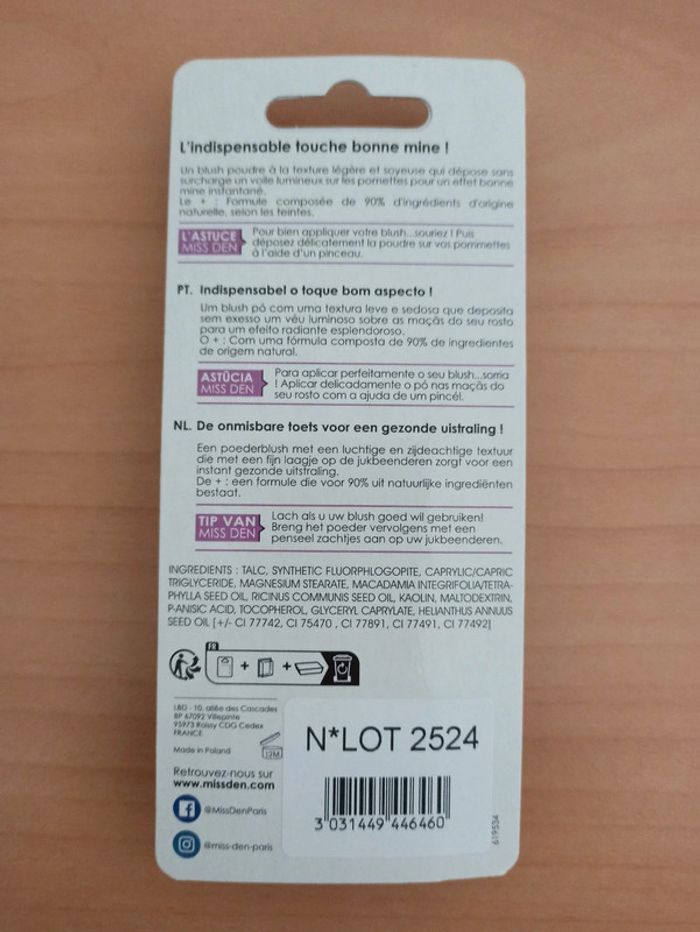 L'indispensable touche bonne mine !
Un blush poudre à la texture légère et soyeuse qui dépose sans
surcharge un voile lumineux sur les pomettes pour un effet bonne
mine instantané.
Le + : Formule composée de 90% d'ingrédients d'origine
naturelle, selon les teintes.
L'ASTUCE
MISS DEN
Pour bien appliquer votre blush...souriez ! Puis
déposez délicatement la poudre sur vos pommettes
à l'aide d'un pinceau.
PT. Indispensabel o toque bom aspecto !
Um blush pó com uma textura leve e sedosa que deposita
sem exesso um véu luminoso sobre as maçãs do seu rosto
para um efeito radiante esplendoroso.
O + : Com uma fórmula composta de 90% de ingredientes
de origem natural.
ASTÚCIA
MISS DEN
Para aplicar perfeitamente o seu blush...sorria
! Aplicar delicadamente o pó nas maçãs do
seu rosto com a ajuda de um pincél.
NL. De onmisbare toets voor een gezonde uistraling !
Een poederblush met een luchtige en zijdeachtige textuur
die met een fijn laagje op de jukbeenderen zorgt voor een
instant gezonde uitstraling.
De + : een formule die voor 90% uit natuurlijke ingrediënten
bestaat.
TIP VAN
MISS DEN
Lach als u uw blush goed wil gebruiken!
Breng het poeder vervolgens met een
penseel zachtjes aan op uw jukbeenderen.
INGREDIENTS : TALC, SYNTHETIC FLUORPHLOGOPITE, CAPRYLIC/CAPRIC
TRIGLYCERIDE, MAGNESIUM STEARATE, MACADAMIA INTEGRIFOLIA/TETRA-
PHYLLA SEED OIL, RICINUS COMMUNIS SEED OIL, KAOLIN, MALTODEXTRIN,
P-ANISIC ACID, TOCOPHEROL, GLYCERYL CAPRYLATE, HELIANTHUS ANNUUS
SEED OIL [+/- CI 77742, CI 75470 , CI 77891, CI 77491, CI 77492]
FR
+ +
LBD - 10, allée des Cascades
BP 67092 Villepinte
95973 Roissy CDG Cedex
FRANCE
Made in Poland
12M
Retrouvez-nous sur
www.missden.com
@MissDenParis
@miss-den-paris
N*LOT 2524
3 031449 446460
619534